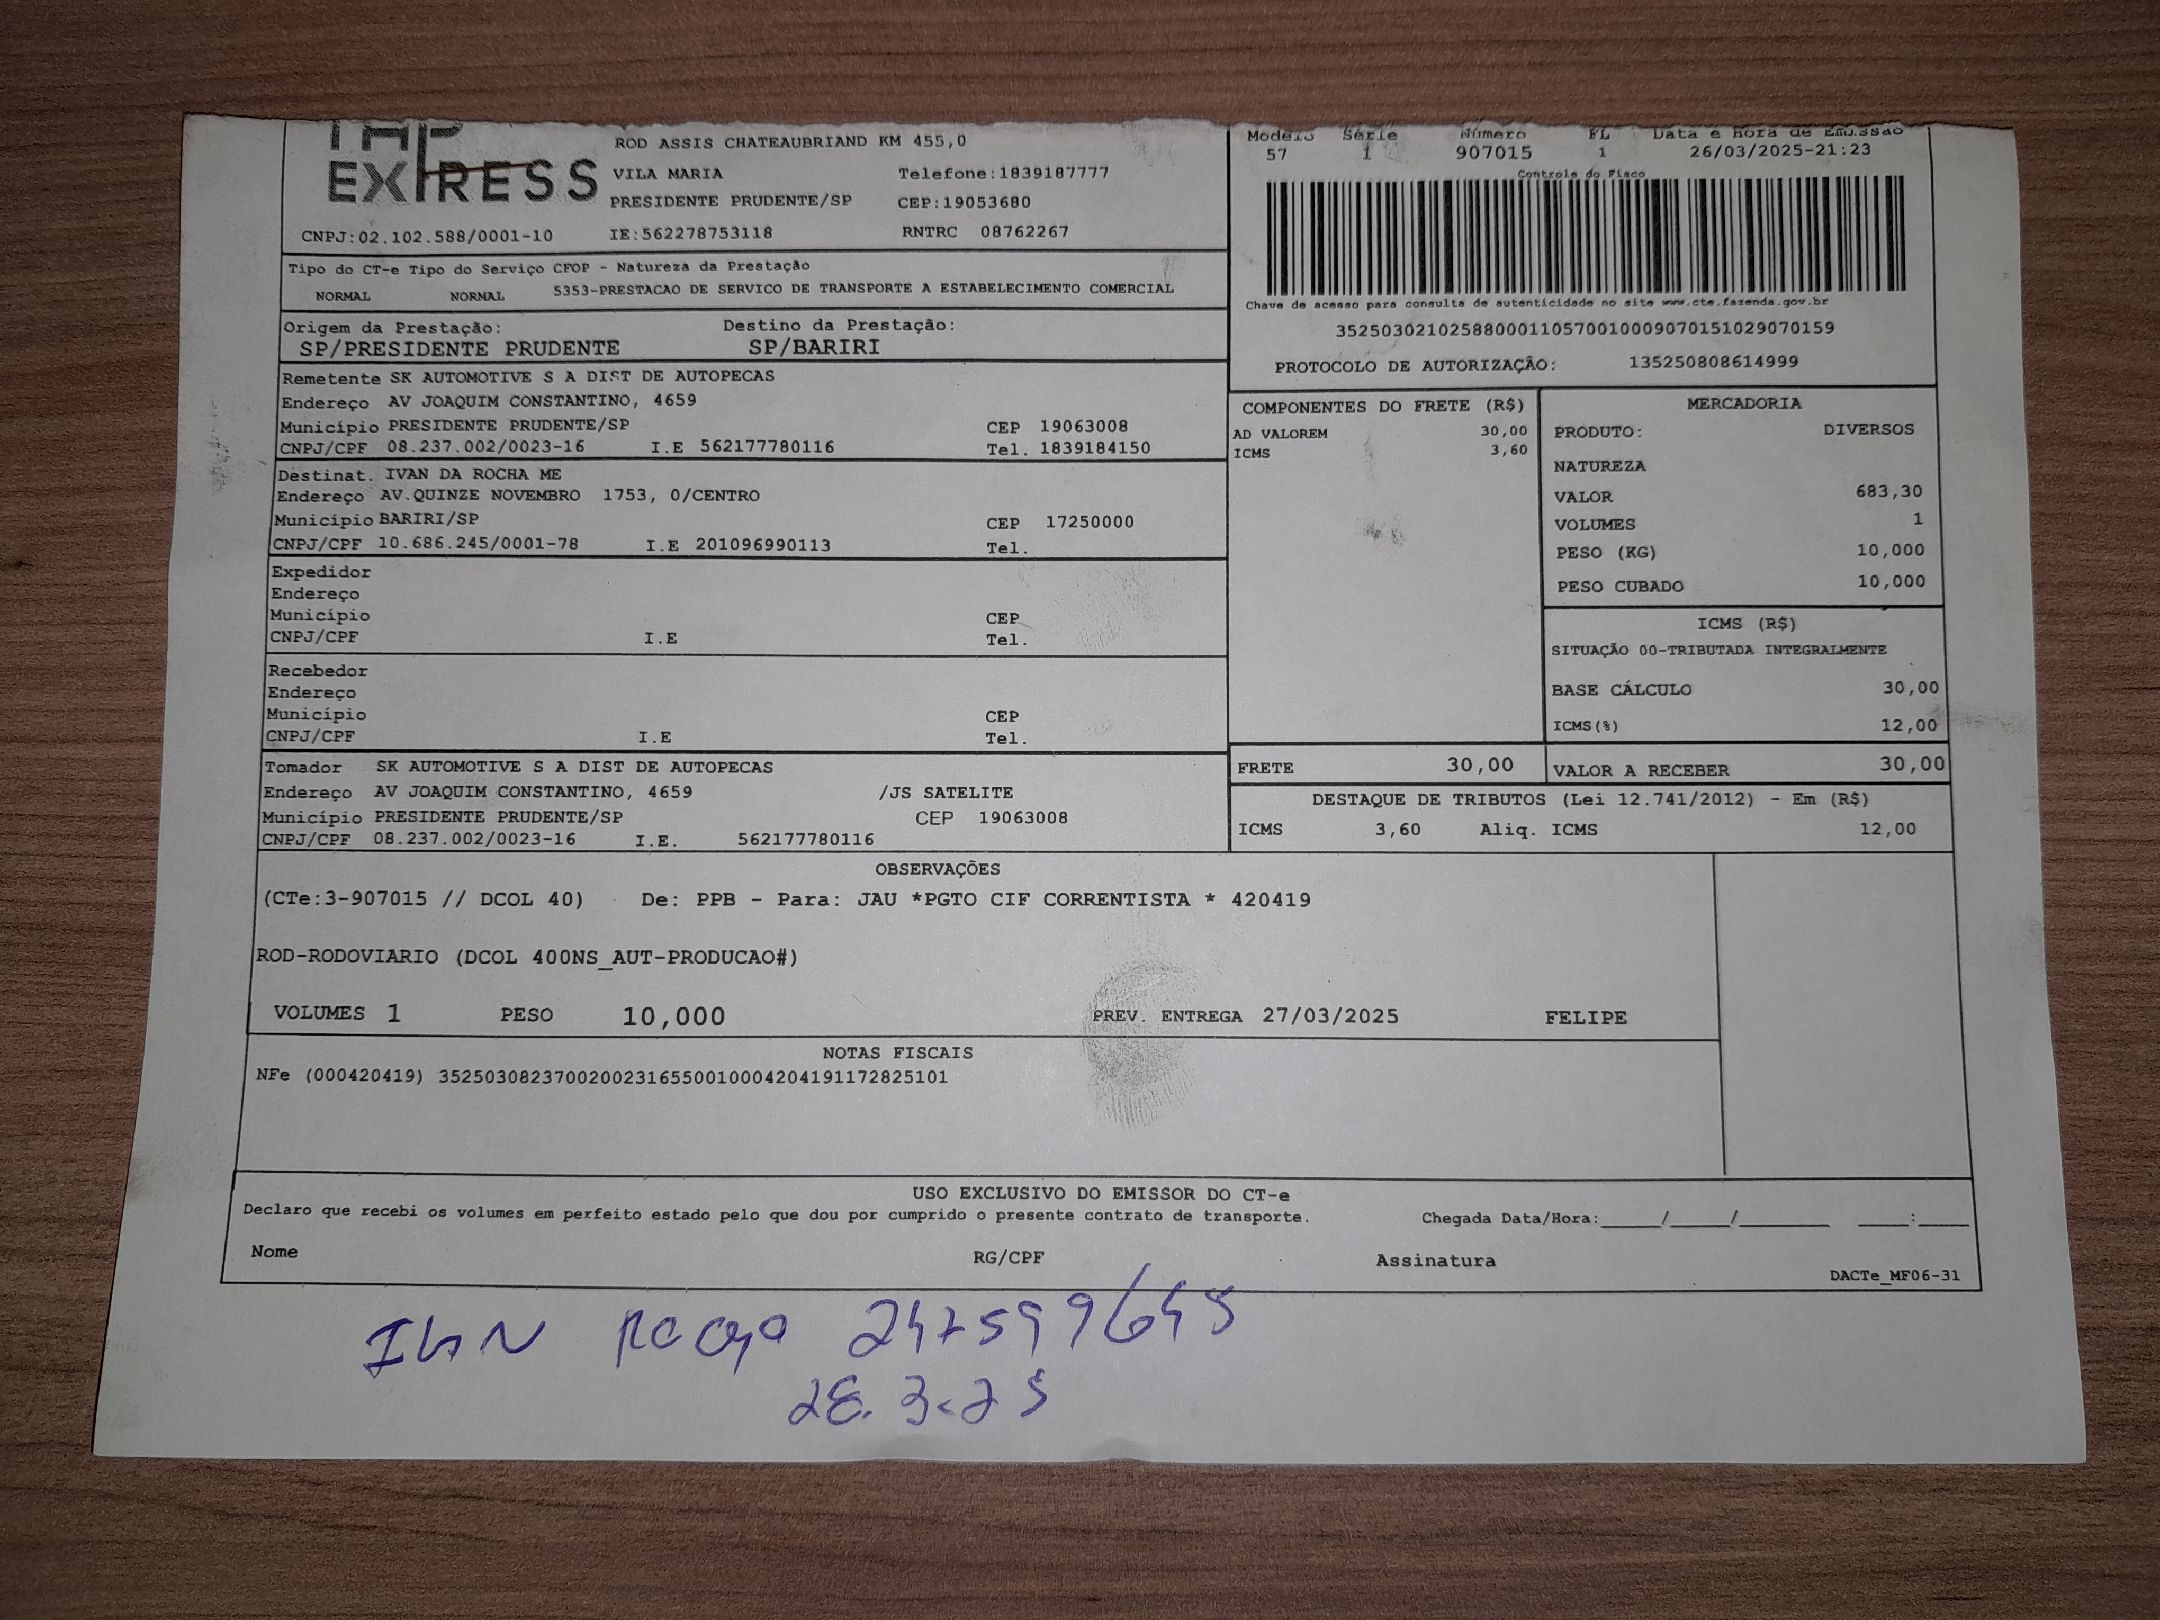 TAP
EXPRESS
ROD ASSIS CHATEAUBRIAND KM 455,0
VILA MARIA Telefone:1839187777
PRESIDENTE PRUDENTE/SP CEP:19053680
CNPJ:02.102.588/0001-10 IE:562278753118 RNTRC 08762267
Modelo Série Número FL Data e Hora de Emissão
57 1 907015 1 26/03/2025-21:23
Controle do Fisco
Chave de acesso para consulta de autenticidade no site www.cte.fazenda.gov.br
35250302102588000110570010009070151029070159
PROTOCOLO DE AUTORIZAÇÃO: 135250808614999
Tipo do CT-e Tipo do Serviço CFOP - Natureza da Prestação
NORMAL NORMAL 5353-PRESTACAO DE SERVICO DE TRANSPORTE A ESTABELECIMENTO COMERCIAL
Origem da Prestação: Destino da Prestação:
SP/PRESIDENTE PRUDENTE SP/BARIRI
Remetente SK AUTOMOTIVE S A DIST DE AUTOPECAS
Endereço AV JOAQUIM CONSTANTINO, 4659
Município PRESIDENTE PRUDENTE/SP CEP 19063008
CNPJ/CPF 08.237.002/0023-16 I.E 562177780116 Tel. 1839184150
Destinat. IVAN DA ROCHA ME
Endereço AV.QUINZE NOVEMBRO 1753, 0/CENTRO
Município BARIRI/SP CEP 17250000
CNPJ/CPF 10.686.245/0001-78 I.E 201096990113 Tel.
Expedidor
Endereço
Município CEP
CNPJ/CPF I.E Tel.
Recebedor
Endereço
Município CEP
CNPJ/CPF I.E Tel.
Tomador SK AUTOMOTIVE S A DIST DE AUTOPECAS
Endereço AV JOAQUIM CONSTANTINO, 4659 /JS SATELITE
Município PRESIDENTE PRUDENTE/SP CEP 19063008
CNPJ/CPF 08.237.002/0023-16 I.E. 562177780116
COMPONENTES DO FRETE (R$)
AD VALOREM 30,00
ICMS 3,60
MERCADORIA
PRODUTO: DIVERSOS
NATUREZA
VALOR 683,30
VOLUMES 1
PESO (KG) 10,000
PESO CUBADO 10,000
ICMS (R$)
SITUAÇÃO 00-TRIBUTADA INTEGRALMENTE
BASE CÁLCULO 30,00
ICMS(%) 12,00
FRETE 30,00 VALOR A RECEBER 30,00
DESTAQUE DE TRIBUTOS (Lei 12.741/2012) - Em (R$)
ICMS 3,60 Aliq. ICMS 12,00
OBSERVAÇÕES
(CTe:3-907015 // DCOL 40) De: PPB - Para: JAU *PGTO CIF CORRENTISTA * 420419
ROD-RODOVIARIO (DCOL 400NS_AUT-PRODUCAO#)
VOLUMES 1 PESO 10,000 PREV. ENTREGA 27/03/2025 FELIPE
NOTAS FISCAIS
NFe (000420419) 35250308237002002316550010004204191172825101
USO EXCLUSIVO DO EMISSOR DO CT-e
Declaro que recebi os volumes em perfeito estado pelo que dou por cumprido o presente contrato de transporte. Chegada Data/Hora:_____/_____/________ ____:____
Nome RG/CPF Assinatura
DACTe_MF06-31
28.3.25